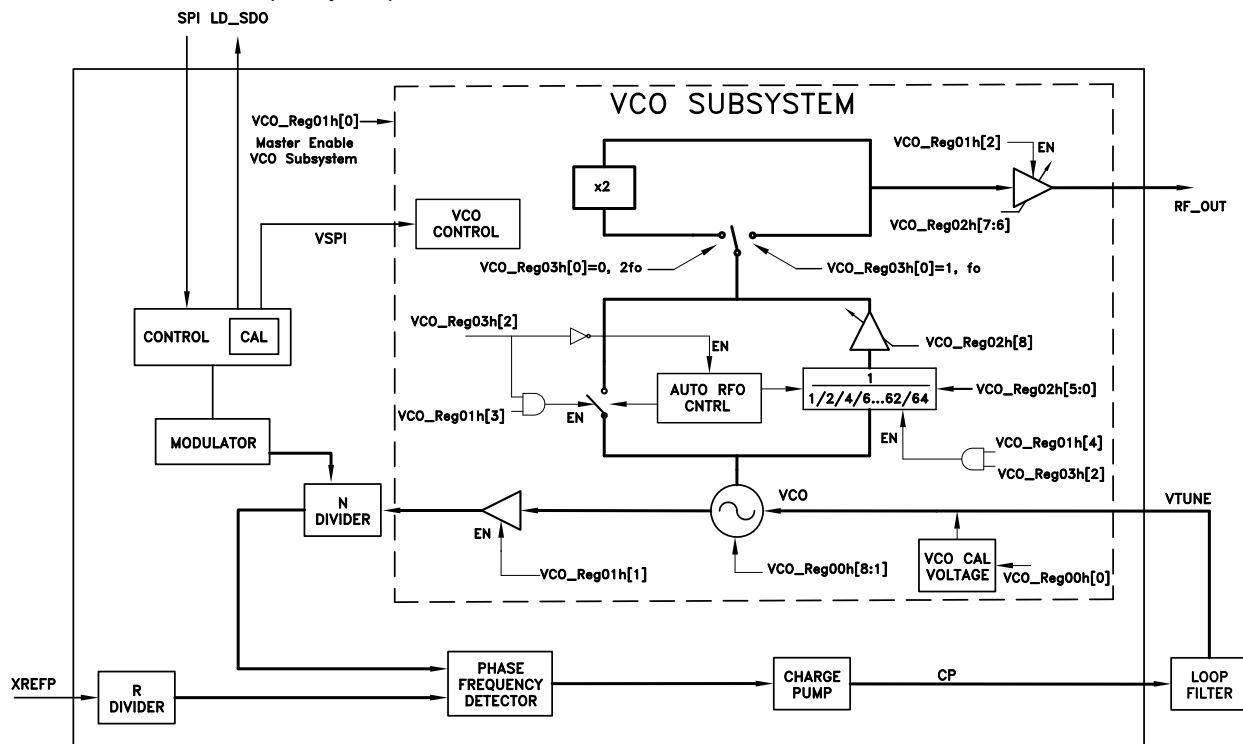 SPI LD_SDO
VCO SUBSYSTEM
VCO_Reg01h[0]
Master Enable
VCO Subsystem
VCO_Reg01h[2]
EN
x2
RF_OUT
VCO
CONTROL
VSPI
VCO_Reg02h[7:6]
VCO_Reg03h[0]=0, 2fo
VCO_Reg03h[0]=1, fo
CONTROL
CAL
VCO_Reg03h[2]
EN
VCO_Reg02h[8]
AUTO RFO
CNTRL
1
1/2/4/6...62/64
VCO_Reg02h[5:0]
VCO_Reg01h[3]
EN
MODULATOR
EN
VCO_Reg01h[4]
VCO_Reg03h[2]
N
DIVIDER
EN
VCO
VTUNE
VCO_Reg01h[1]
VCO_Reg00h[8:1]
VCO CAL
VOLTAGE
VCO_Reg00h[0]
XREFP
R
DIVIDER
PHASE
FREQUENCY
DETECTOR
CHARGE
PUMP
CP
LOOP
FILTER